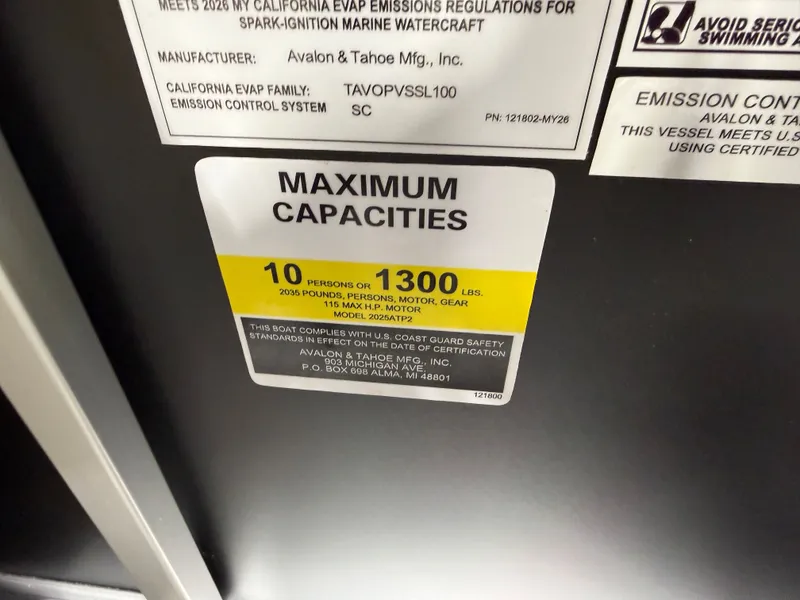 MEETS 2026 MY CALIFORNIA EVAP EMISSIONS REGULATIONS FOR
SPARK-IGNITION MARINE WATERCRAFT
MANUFACTURER: Avalon & Tahoe Mfg., Inc.
CALIFORNIA EVAP FAMILY: TAVOPVSSL100
EMISSION CONTROL SYSTEM SC
PN: 121802-MY26
AVOID SERIO
SWIMMING A
EMISSION CONT
AVALON & TA
THIS VESSEL MEETS U.S
USING CERTIFIED
MAXIMUM
CAPACITIES
10 PERSONS OR 1300 LBS.
2035 POUNDS, PERSONS, MOTOR, GEAR
115 MAX H.P. MOTOR
MODEL 2025ATP2
THIS BOAT COMPLIES WITH U.S. COAST GUARD SAFETY
STANDARDS IN EFFECT ON THE DATE OF CERTIFICATION
AVALON & TAHOE MFG., INC.
903 MICHIGAN AVE.
P.O. BOX 698 ALMA, MI 48801
121800